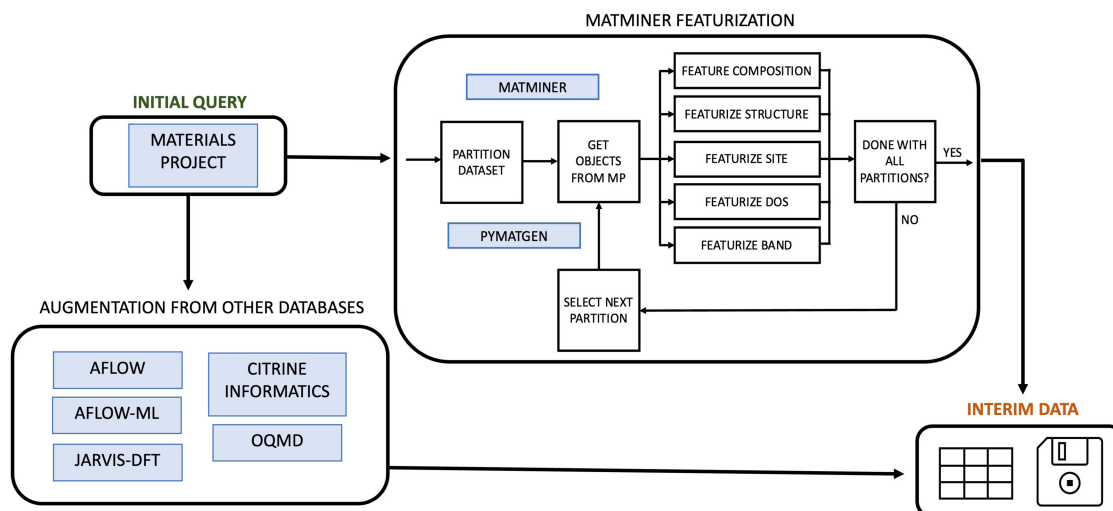 MATMINER FEATURIZATION
INITIAL QUERY
MATERIALS
PROJECT
MATMINER
PARTITION
DATASET
PYMATGEN
GET
OBJECTS
FROM MP
FEATURE COMPOSITION
FEATURIZE STRUCTURE
FEATURIZE SITE
FEATURIZE DOS
FEATURIZE BAND
DONE WITH
ALL
PARTITIONS?
YES
NO
SELECT NEXT
PARTITION
AUGMENTATION FROM OTHER DATABASES
AFLOW
AFLOW-ML
JARVIS-DFT
CITRINE
INFORMATICS
OQMD
INTERIM DATA